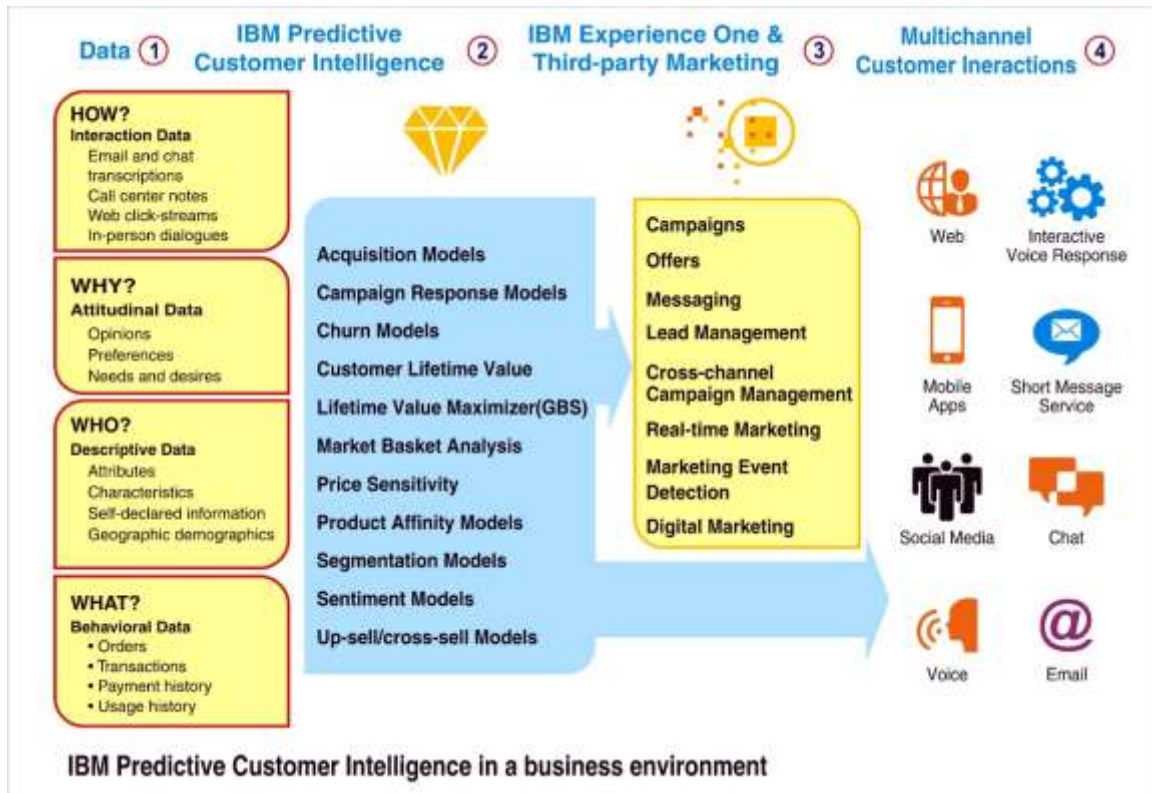 Data 1
IBM Predictive
Customer Intelligence 2
IBM Experience One &
Third-party Marketing 3
Multichannel
Customer Ineractions 4
HOW?
Interaction Data
Email and chat
transcriptions
Call center notes
Web click-streams
In-person dialogues
WHY?
Attitudinal Data
Opinions
Preferences
Needs and desires
WHO?
Descriptive Data
Attributes
Characteristics
Self-declared information
Geographic demographics
WHAT?
Behavioral Data
• Orders
• Transactions
• Payment history
• Usage history
Acquisition Models
Campaign Response Models
Churn Models
Customer Lifetime Value
Lifetime Value Maximizer(GBS)
Market Basket Analysis
Price Sensitivity
Product Affinity Models
Segmentation Models
Sentiment Models
Up-sell/cross-sell Models
Campaigns
Offers
Messaging
Lead Management
Cross-channel
Campaign Management
Real-time Marketing
Marketing Event
Detection
Digital Marketing
Web
Interactive
Voice Response
Mobile
Apps
Short Message
Service
Social Media
Chat
Voice
@
Email
IBM Predictive Customer Intelligence in a business environment